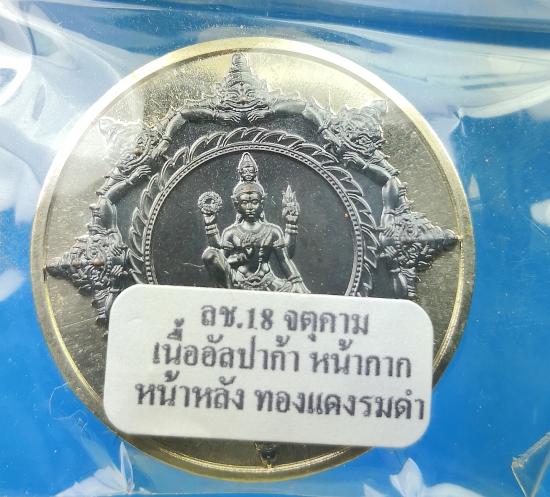 ลช.18 จตุคาม
เนื้ออัลปาก้า หน้ากาก
หน้าหลัง ทองแดงรมดำ